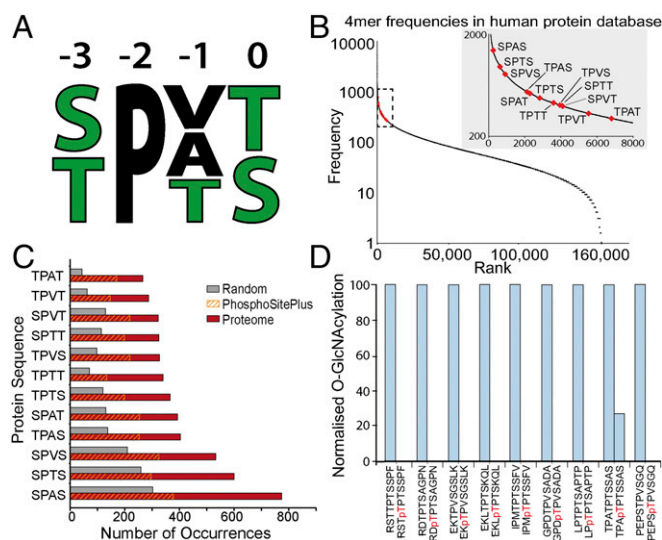 A
-3 -2 -1 0
S P V T
T A S
T
B
4mer frequencies in human protein database
10000
1000
100
10
1
Frequency
50,000 100,000 160,000
Rank
2000
200
0 2000 4000 6000 8000
SPAS
SPTS
SPVS
TPAS
SPAT
TPTS
TPTT
TPVS
SPTT
SPVT
TPVT
TPAT
C
Protein Sequence
TPAT
TPVT
SPVT
SPTT
TPVS
TPTT
TPTS
SPAT
TPAS
SPVS
SPTS
SPAS
Random
PhosphoSitePlus
Proteome
0 200 400 600 800
Number of Occurrences
D
Normalised O-GlcNAcylation
100
80
60
40
20
0
RSTTPTSSPF
RSTpTPTSSPF
RDTPTSAGPN
RDpTPTSAGPN
EKTPVSGSLK
EKpTPVSGSLK
EKLTPTSKQL
EKLpTPTSKQL
IPMTPTSSFV
IPMpTPTSSFV
GPDTPVSADA
GPDpTPVSADA
LPTPTSAPTP
LPpTPTSAPTP
TPATPTSSAS
TPApTPTSSAS
PEPSTPVSGQ
PEPSpTPVSGQ